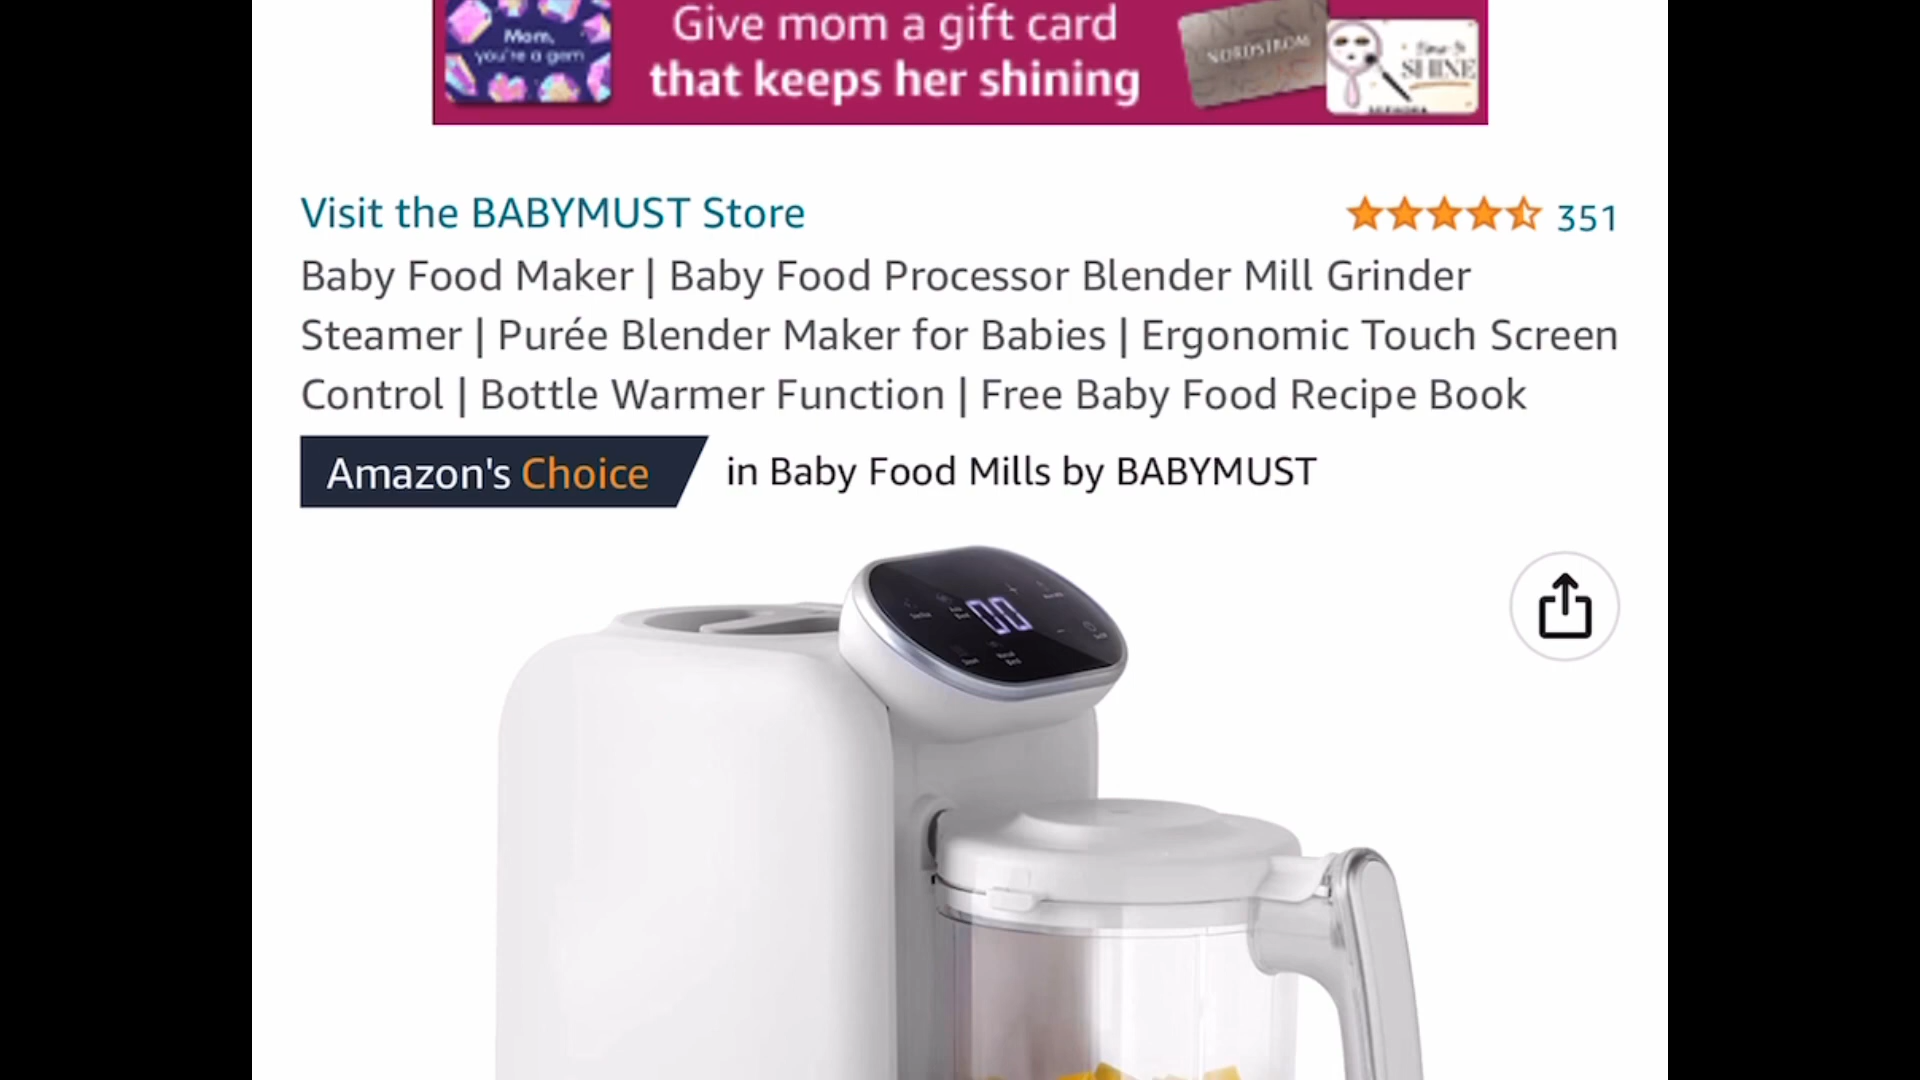 Mom,
you're a gem
Give mom a gift card
that keeps her shining
NORDSTROM
SHINE
Visit the BABYMUST Store
351
Baby Food Maker | Baby Food Processor Blender Mill Grinder
Steamer | Purée Blender Maker for Babies | Ergonomic Touch Screen
Control | Bottle Warmer Function | Free Baby Food Recipe Book
Amazon's Choice in Baby Food Mills by BABYMUST
00